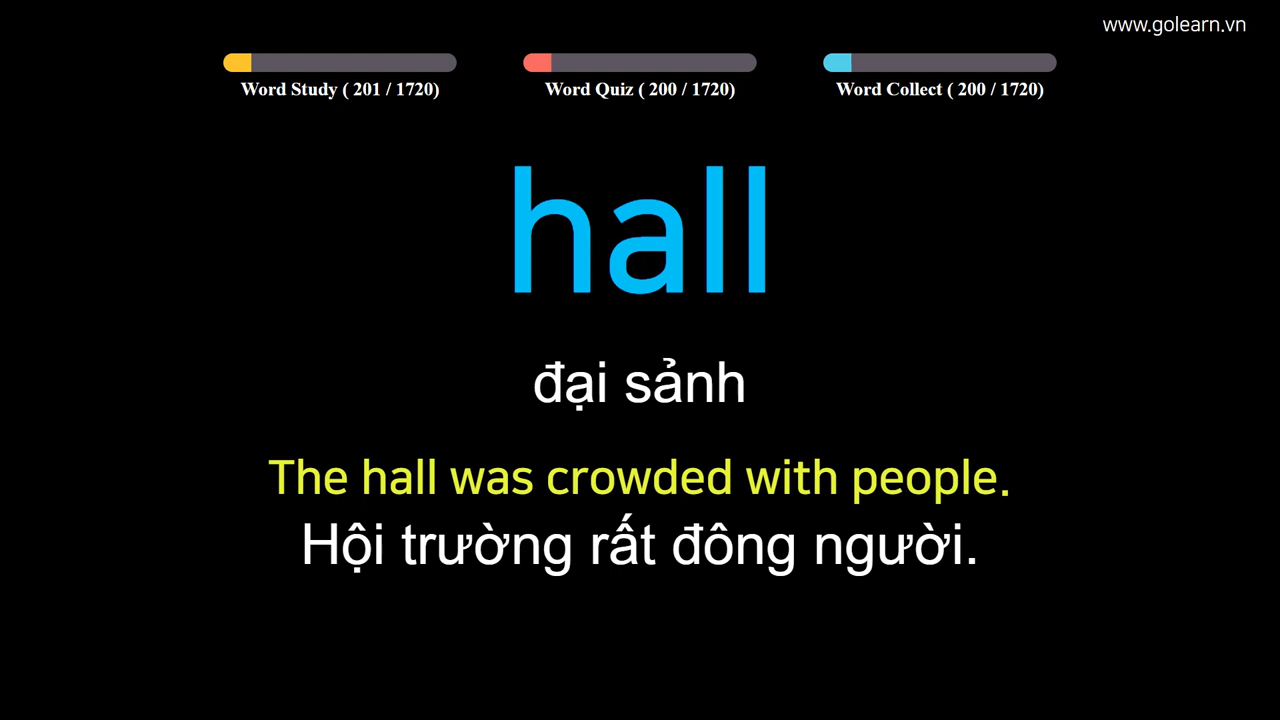 www.golearn.vn
Word Study ( 201 / 1720)
Word Quiz ( 200 / 1720)
Word Collect ( 200 / 1720)
hall
đại sảnh
The hall was crowded with people.
Hội trường rất đông người.